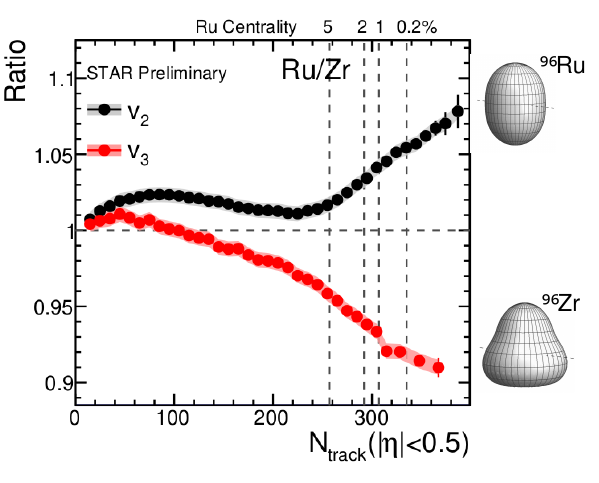 Ru Centrality 5 2 1 0.2%
Ratio
1.1
STAR Preliminary
Ru/Zr
v2
v3
1.05
1
0.95
0.9
0 100 200 300
Ntrack(|η|<0.5)
96Ru
96Zr